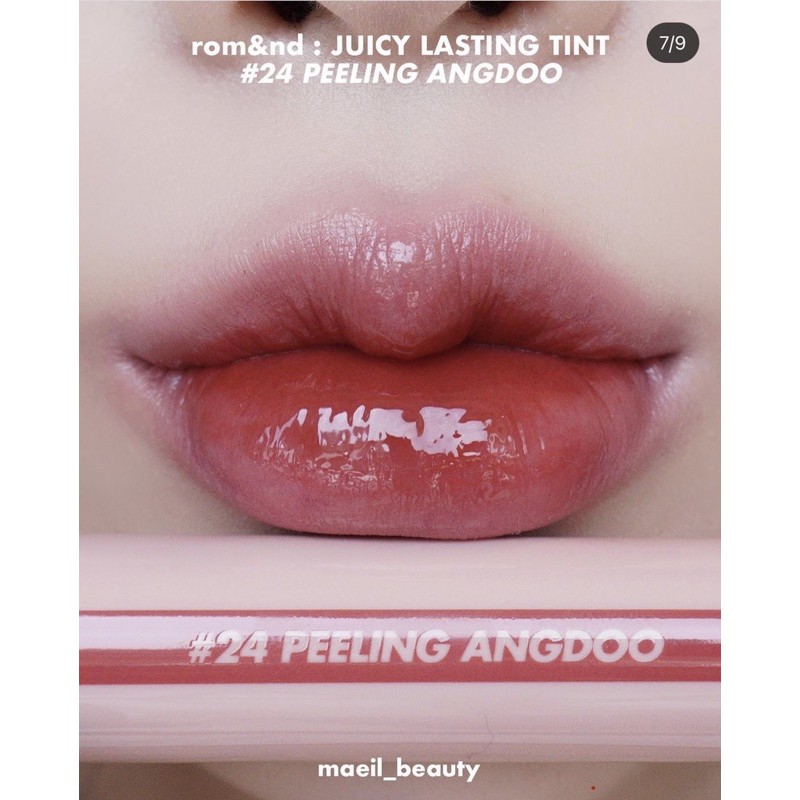 rom&nd : JUICY LASTING TINT
#24 PEELING ANGDOO
7/9
#24 PEELING ANGDOO
maeil_beauty